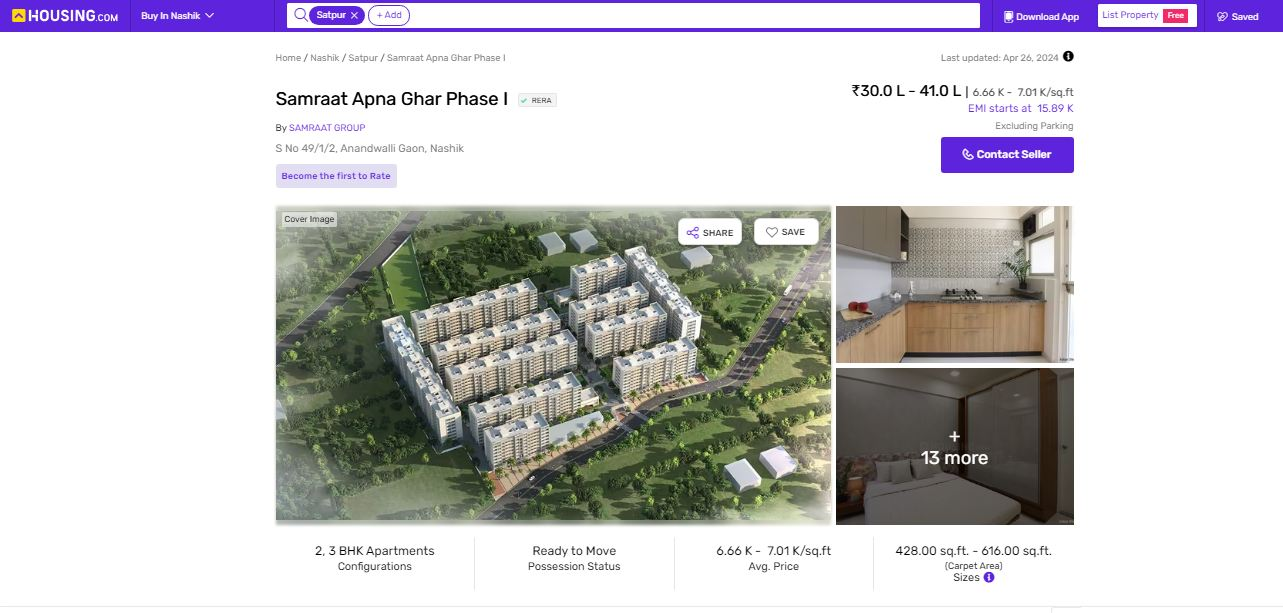 HOUSING.COM
Buy In Nashik
Satpur
+ Add
Download App
List Property Free
Saved
Home / Nashik / Satpur / Samraat Apna Ghar Phase I
Last updated: Apr 26, 2024
Samraat Apna Ghar Phase I
RERA
₹30.0 L - 41.0 L | 6.66 K - 7.01 K/sq.ft
EMI starts at 15.89 K
Excluding Parking
By SAMRAAT GROUP
S No 49/1/2, Anandwalli Gaon, Nashik
Contact Seller
Become the first to Rate
Cover Image
SHARE
SAVE
+
13 more
2, 3 BHK Apartments
Configurations
Ready to Move
Possession Status
6.66 K - 7.01 K/sq.ft
Avg. Price
428.00 sq.ft. - 616.00 sq.ft.
(Carpet Area)
Sizes